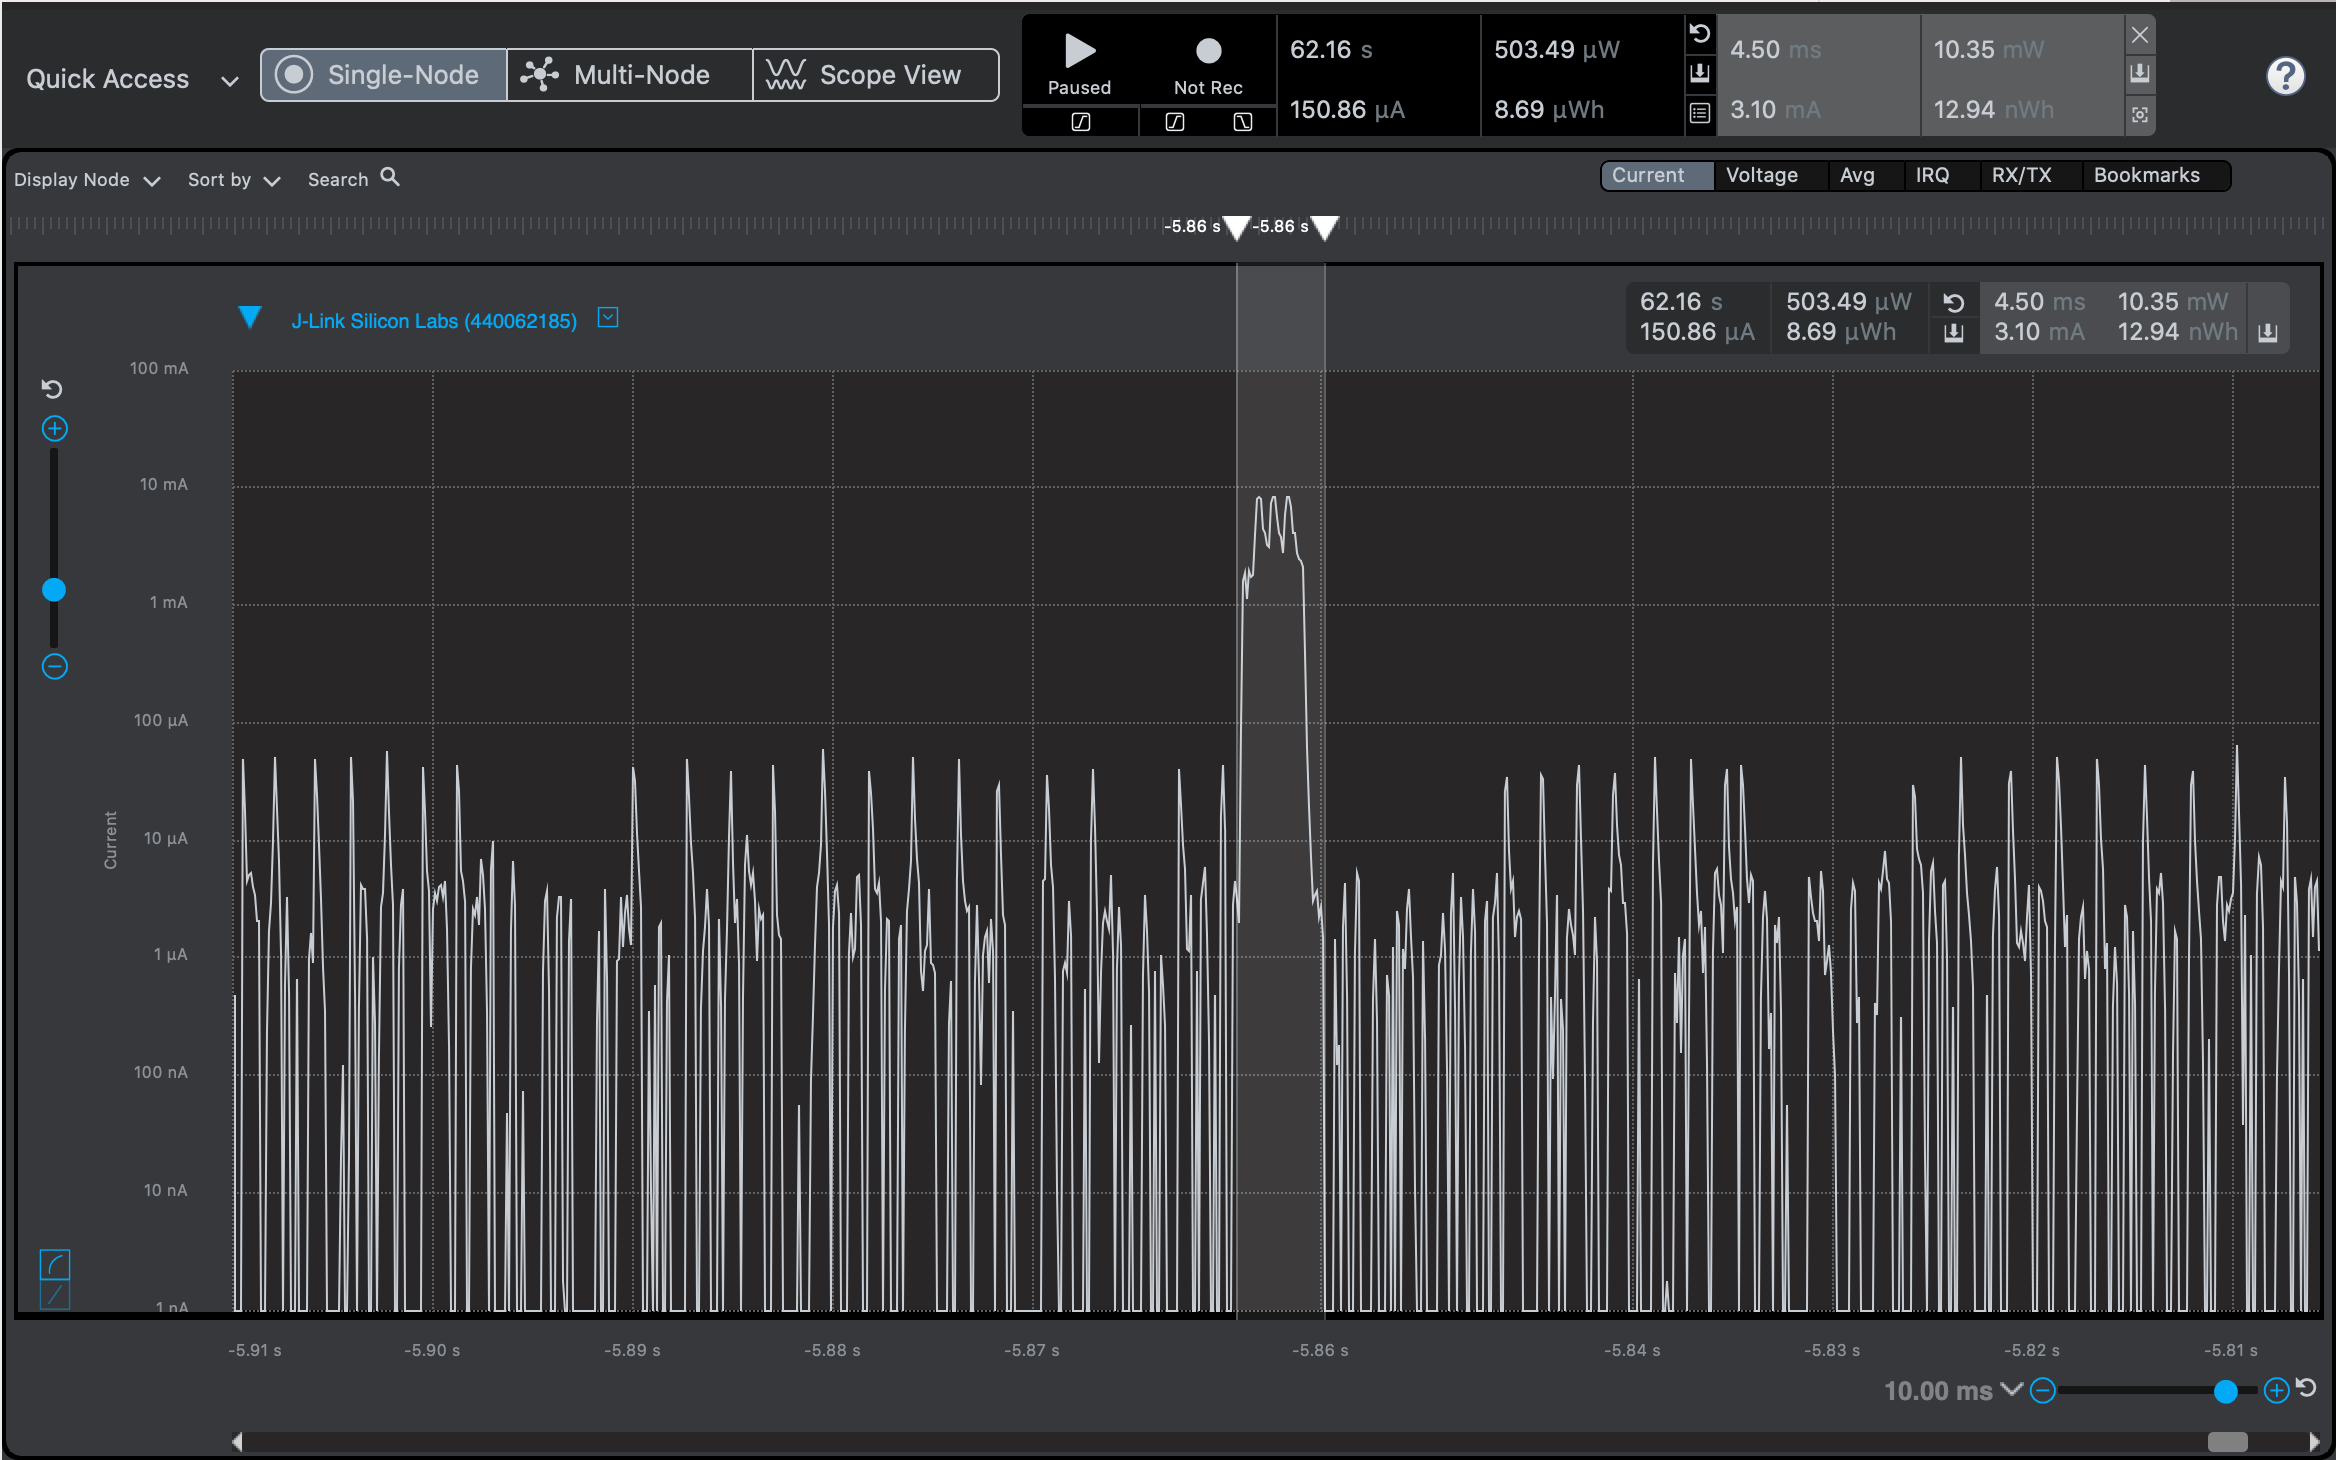 Quick Access
Single-Node
Multi-Node
Scope View
Paused
Not Rec
62.16 s
150.86 µA
503.49 µW
8.69 µWh
4.50 ms
3.10 mA
10.35 mW
12.94 nWh
?
Display Node
Sort by
Search
Current
Voltage
Avg
IRQ
RX/TX
Bookmarks
-5.86 s
-5.86 s
J-Link Silicon Labs (440062185)
62.16 s
150.86 µA
503.49 µW
8.69 µWh
4.50 ms
3.10 mA
10.35 mW
12.94 nWh
100 mA
10 mA
1 mA
100 µA
10 µA
1 µA
100 nA
10 nA
1 nA
Current
-5.91 s
-5.90 s
-5.89 s
-5.88 s
-5.87 s
-5.86 s
-5.84 s
-5.83 s
-5.82 s
-5.81 s
10.00 ms